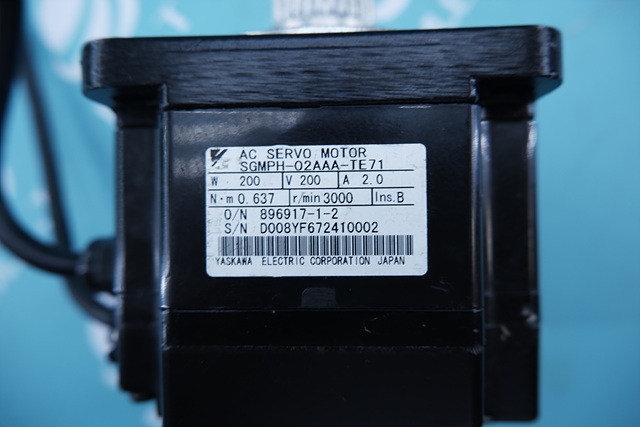 AC SERVO MOTOR
SGMPH-02AAA-TE71
W 200 V 200 A 2.0
N·m 0.637 r/min 3000 Ins.B
O/N 896917-1-2
S/N D008YF672410002
YASKAWA ELECTRIC CORPORATION JAPAN